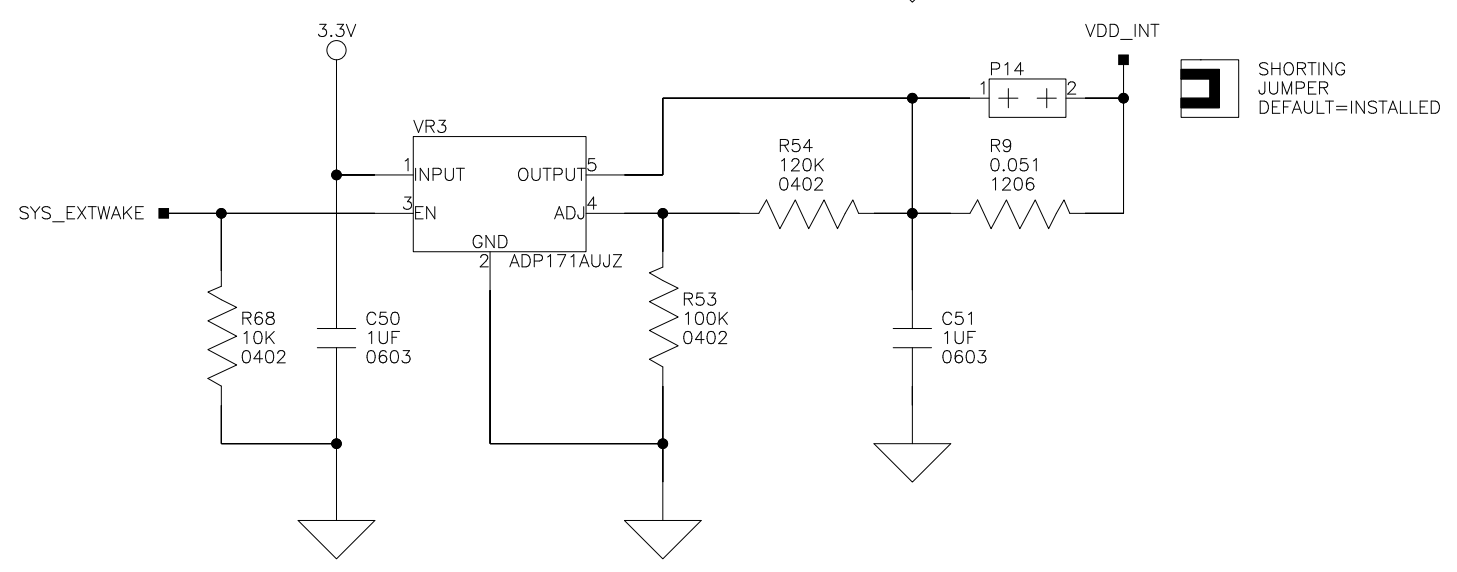 3.3V
VDD_INT
P14
1
2
SHORTING
JUMPER
DEFAULT=INSTALLED
VR3
1
INPUT
OUTPUT
5
R54
120K
0402
R9
0.051
1206
SYS_EXTWAKE
3
EN
ADJ
4
GND
2
ADP171AUJZ
R68
10K
0402
C50
1UF
0603
R53
100K
0402
C51
1UF
0603